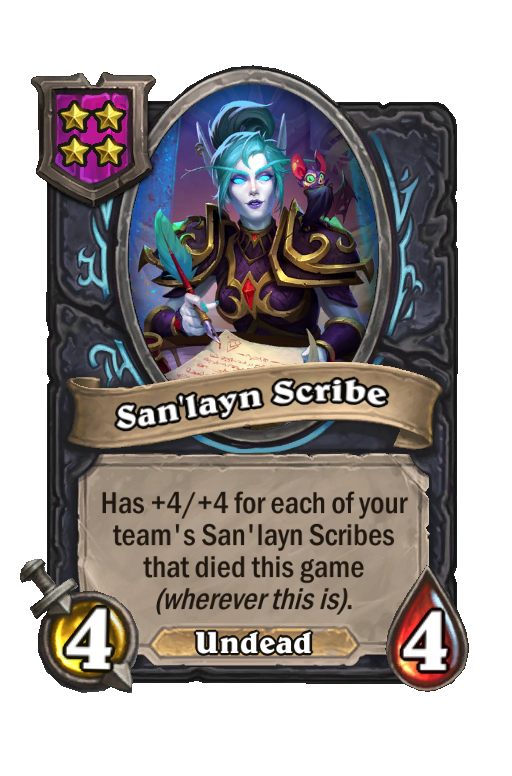 San'layn Scribe
Has +4/+4 for each of your
team's San'layn Scribes
that died this game
(wherever this is).
4
Undead
4